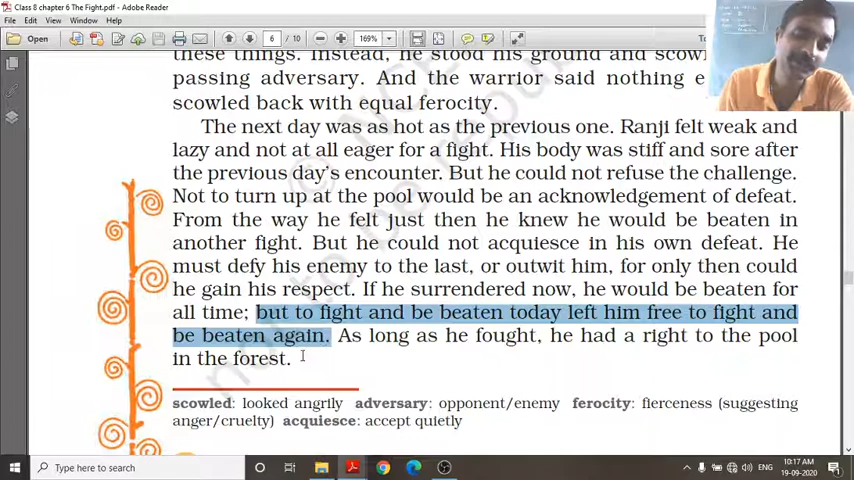 Class 8 chapter 6 The Fight.pdf - Adobe Reader
File Edit View Window Help
Open 6 / 10 169%
these things. Instead, he stood his ground and scow
passing adversary. And the warrior said nothing e
scowled back with equal ferocity.
The next day was as hot as the previous one. Ranji felt weak and
lazy and not at all eager for a fight. His body was stiff and sore after
the previous day's encounter. But he could not refuse the challenge.
Not to turn up at the pool would be an acknowledgement of defeat.
From the way he felt just then he knew he would be beaten in
another fight. But he could not acquiesce in his own defeat. He
must defy his enemy to the last, or outwit him, for only then could
he gain his respect. If he surrendered now, he would be beaten for
all time; but to fight and be beaten today left him free to fight and
be beaten again. As long as he fought, he had a right to the pool
in the forest.
scowled: looked angrily adversary: opponent/enemy ferocity: fierceness (suggesting
anger/cruelty) acquiesce: accept quietly
Type here to search
ENG
10:17 AM
19-09-2020